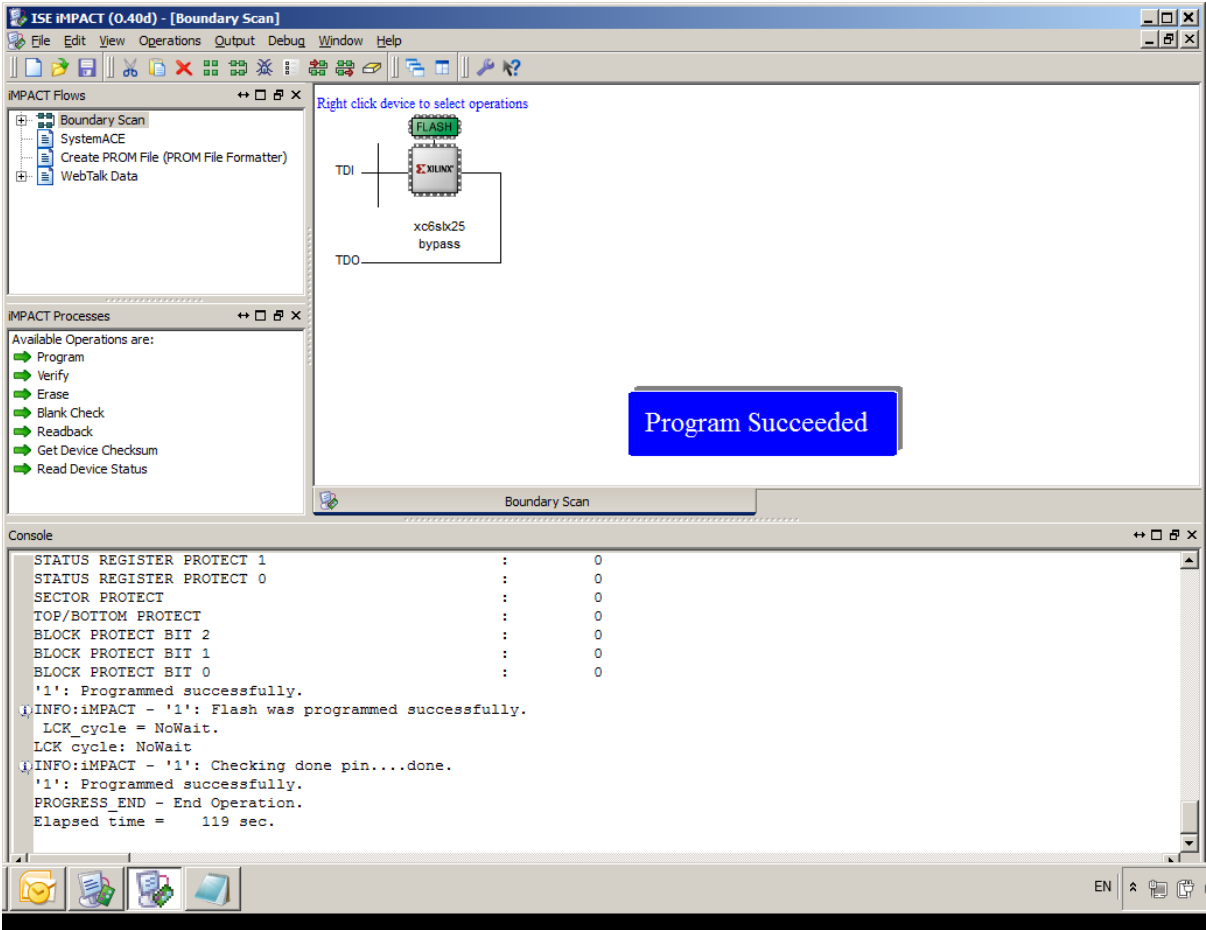 ISE iMPACT (0.40d) - [Boundary Scan]
File Edit View Operations Output Debug Window Help
iMPACT Flows
Boundary Scan
SystemACE
Create PROM File (PROM File Formatter)
WebTalk Data
Right click device to select operations
FLASH
TDI
XILINX
xc6slx25
bypass
TDO
iMPACT Processes
Available Operations are:
Program
Verify
Erase
Blank Check
Readback
Get Device Checksum
Read Device Status
Program Succeeded
Boundary Scan
Console
STATUS REGISTER PROTECT 1 : 0
STATUS REGISTER PROTECT 0 : 0
SECTOR PROTECT : 0
TOP/BOTTOM PROTECT : 0
BLOCK PROTECT BIT 2 : 0
BLOCK PROTECT BIT 1 : 0
BLOCK PROTECT BIT 0 : 0
'1': Programmed successfully.
INFO:iMPACT - '1': Flash was programmed successfully.
LCK_cycle = NoWait.
LCK cycle: NoWait
INFO:iMPACT - '1': Checking done pin....done.
'1': Programmed successfully.
PROGRESS_END - End Operation.
Elapsed time = 119 sec.
EN